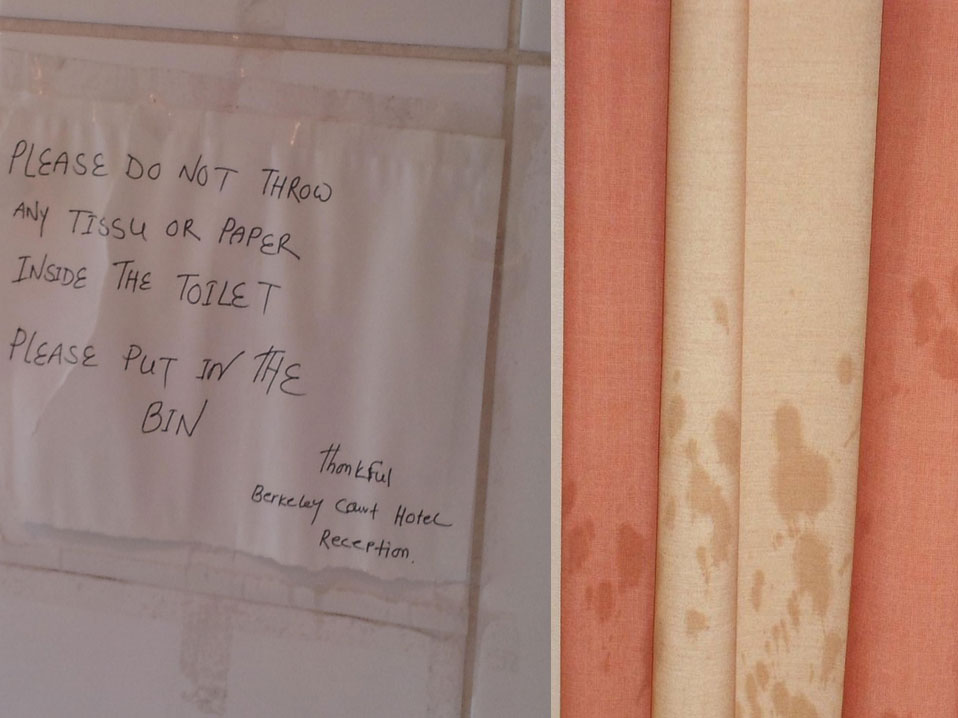 PLEASE DO NOT THROW
ANY TISSU OR PAPER
INSIDE THE TOILET
PLEASE PUT IN THE
BIN
thankful
Berkeley Court Hotel
Reception.